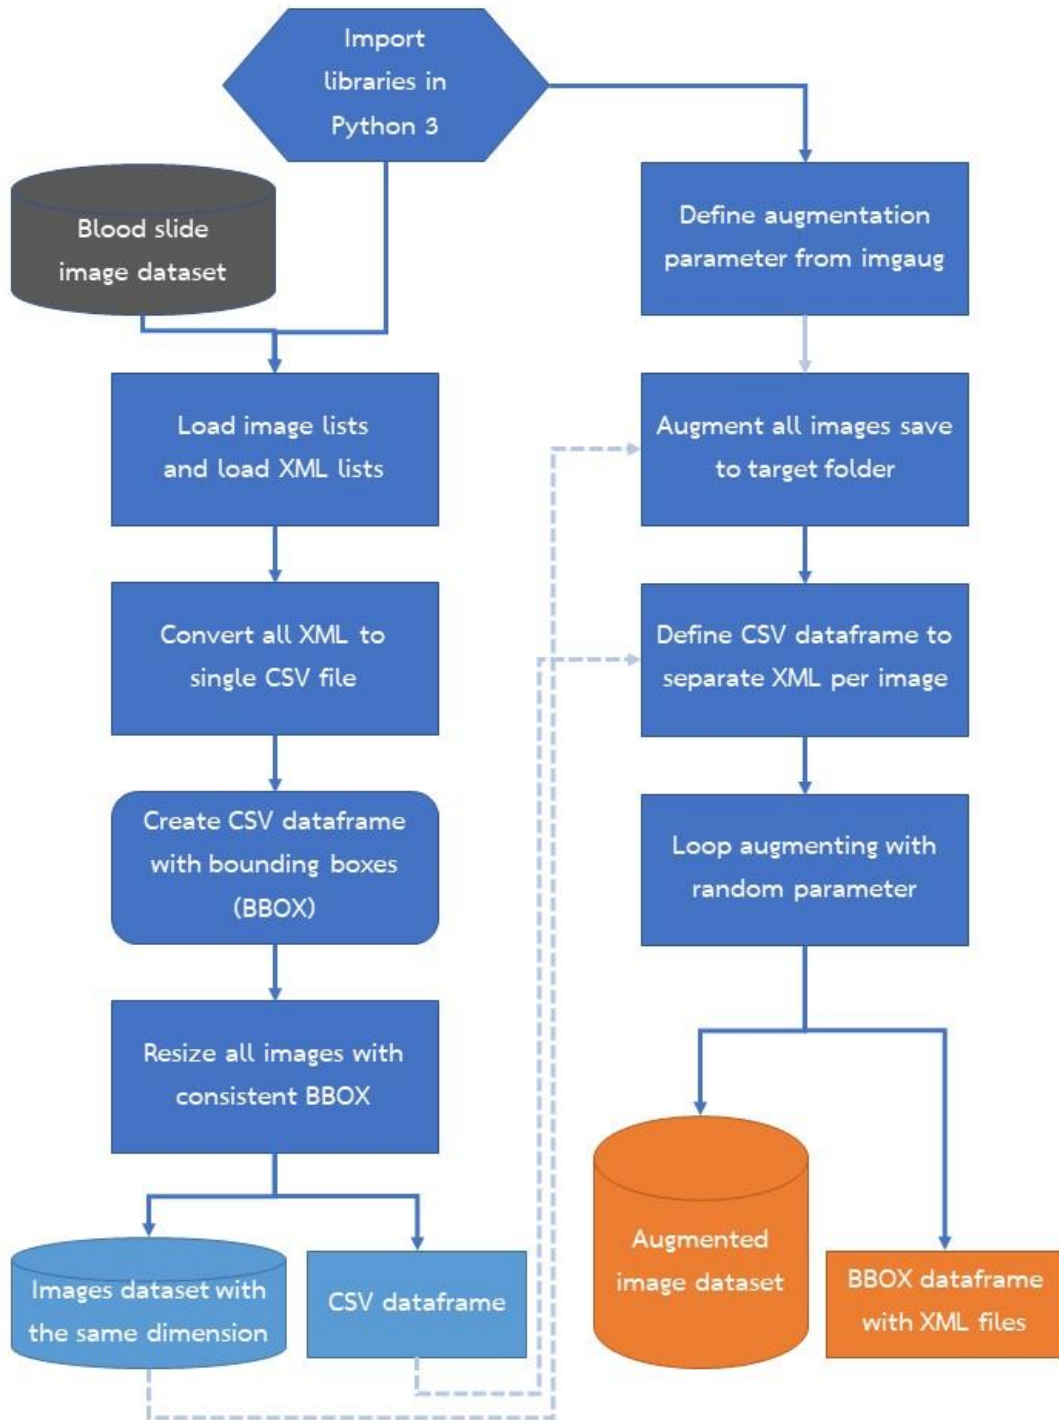 Import
libraries in
Python 3
Blood slide
image dataset
Load image lists
and load XML lists
Convert all XML to
single CSV file
Create CSV dataframe
with bounding boxes
(BBOX)
Resize all images with
consistent BBOX
Images dataset with
the same dimension
CSV dataframe
Define augmentation
parameter from imgaug
Augment all images save
to target folder
Define CSV dataframe to
separate XML per image
Loop augmenting with
random parameter
Augmented
image dataset
BBOX dataframe
with XML files